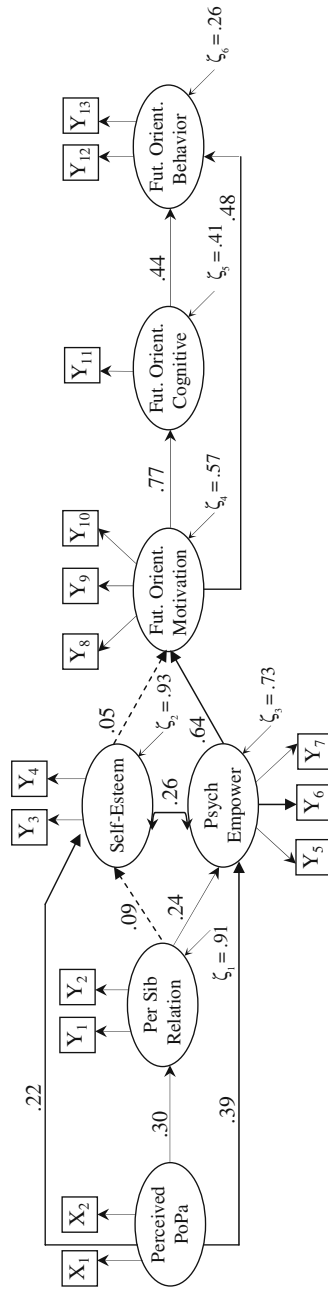 X₁
X₂
Perceived
PoPa
.22
.30
.39
Y₁
Y₂
Per Sib
Relation
ζ₁ = .91
.09
.24
Y₃
Y₄
Self-Esteem
ζ₂ = .93
.26
Psych
Empower
ζ₃ = .73
Y₅
Y₆
Y₇
.05
.64
Y₈
Y₉
Y₁₀
Fut. Orient.
Motivation
ζ₄ = .57
.77
Y₁₁
Fut. Orient.
Cognitive
ζ₅ = .41
.44
.48
Y₁₂
Y₁₃
Fut. Orient.
Behavior
ζ₆ = .26